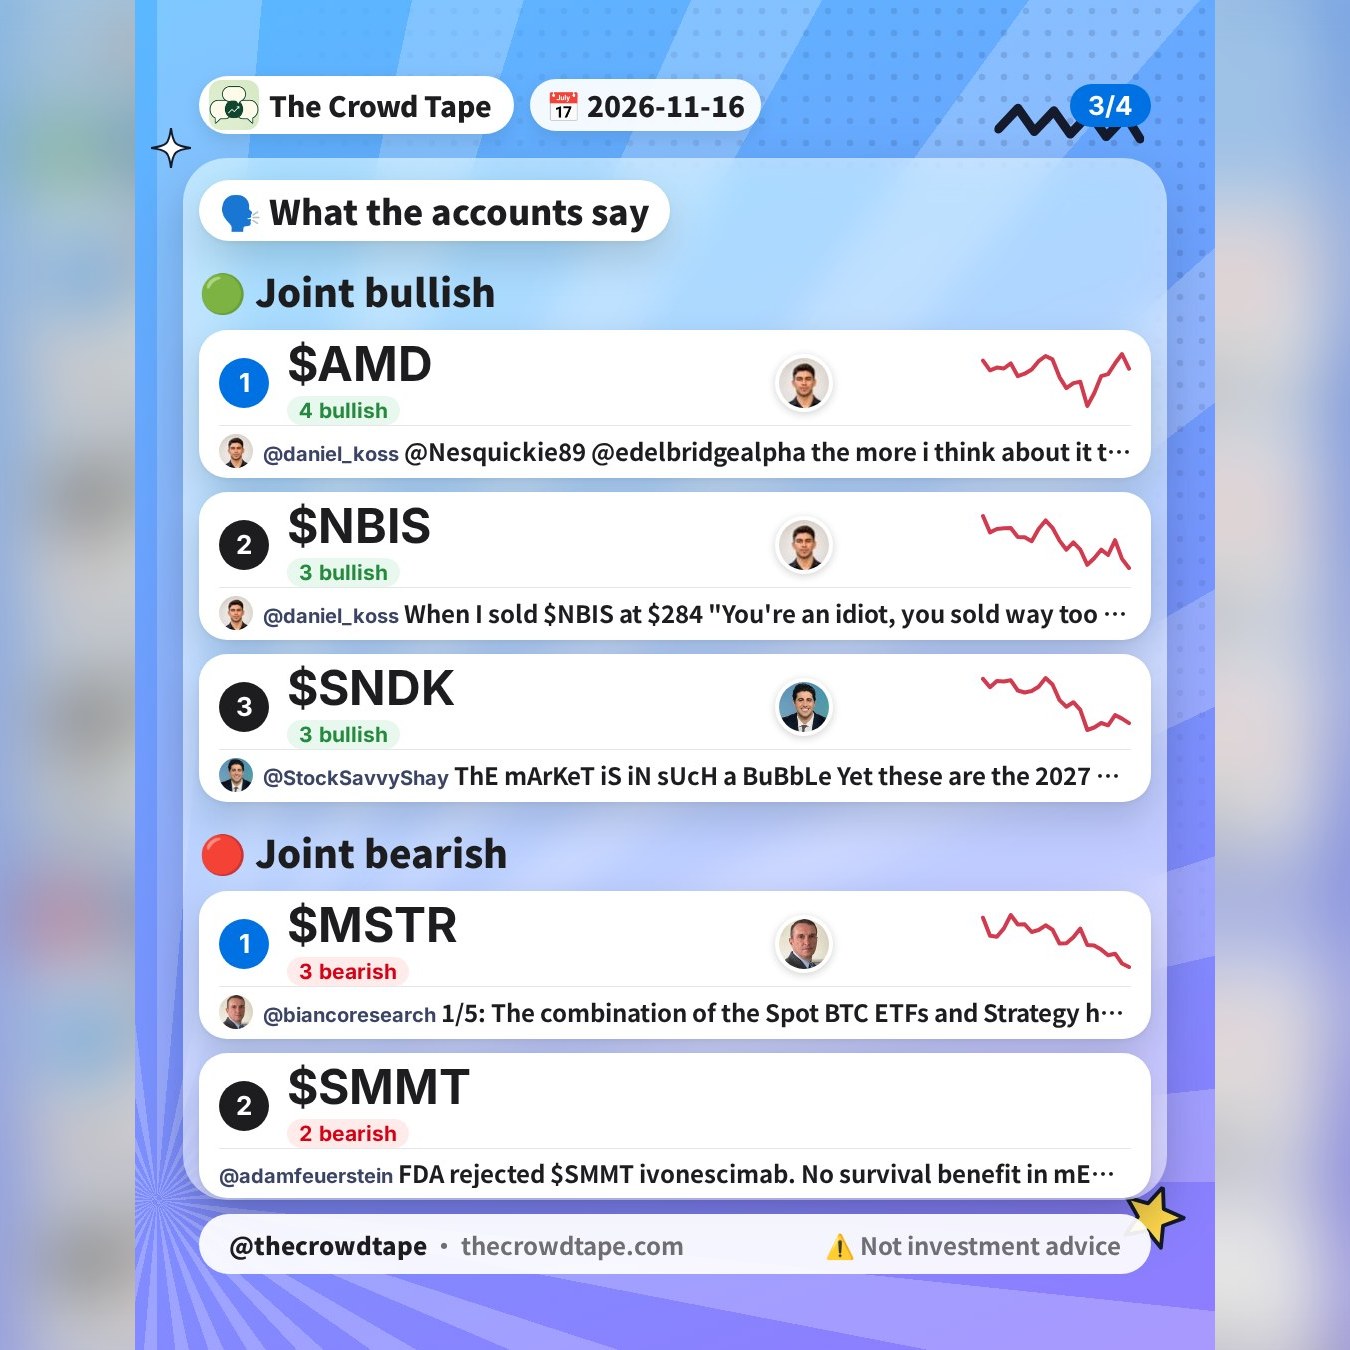 The Crowd Tape
2026-11-16
3/4
What the accounts say
Joint bullish
1
$AMD
4 bullish
@daniel_koss @Nesquickie89 @edelbridgealpha the more i think about it t···
2
$NBIS
3 bullish
@daniel_koss When I sold $NBIS at $284 "You're an idiot, you sold way too ···
3
$SNDK
3 bullish
@StockSavvyShay ThE mArKeT iS iN sUcH a BuBbLe Yet these are the 2027 ···
Joint bearish
1
$MSTR
3 bearish
@biancoresearch 1/5: The combination of the Spot BTC ETFs and Strategy h···
2
$SMMT
2 bearish
@adamfeuerstein FDA rejected $SMMT ivonescimab. No survival benefit in mE···
@thecrowdtape • thecrowdtape.com
⚠️ Not investment advice